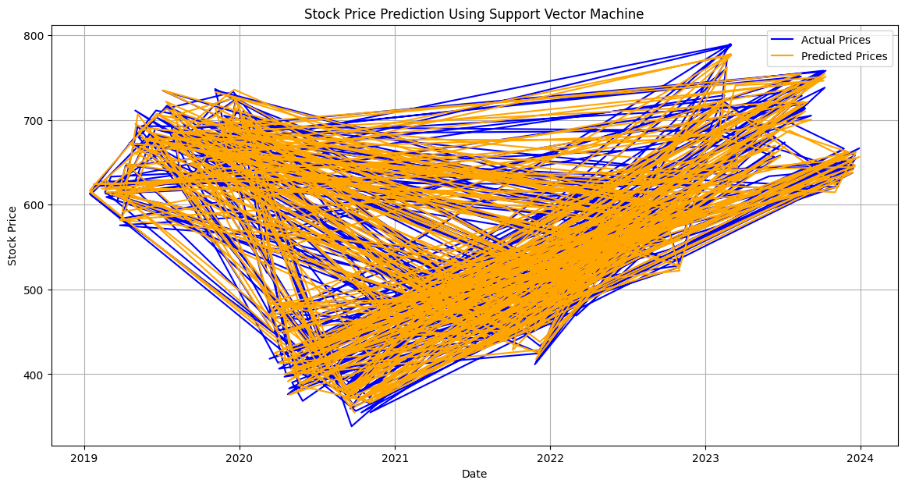 Stock Price Prediction Using Support Vector Machine
Actual Prices
Predicted Prices
800
700
600
500
400
Stock Price
2019 2020 2021 2022 2023 2024
Date